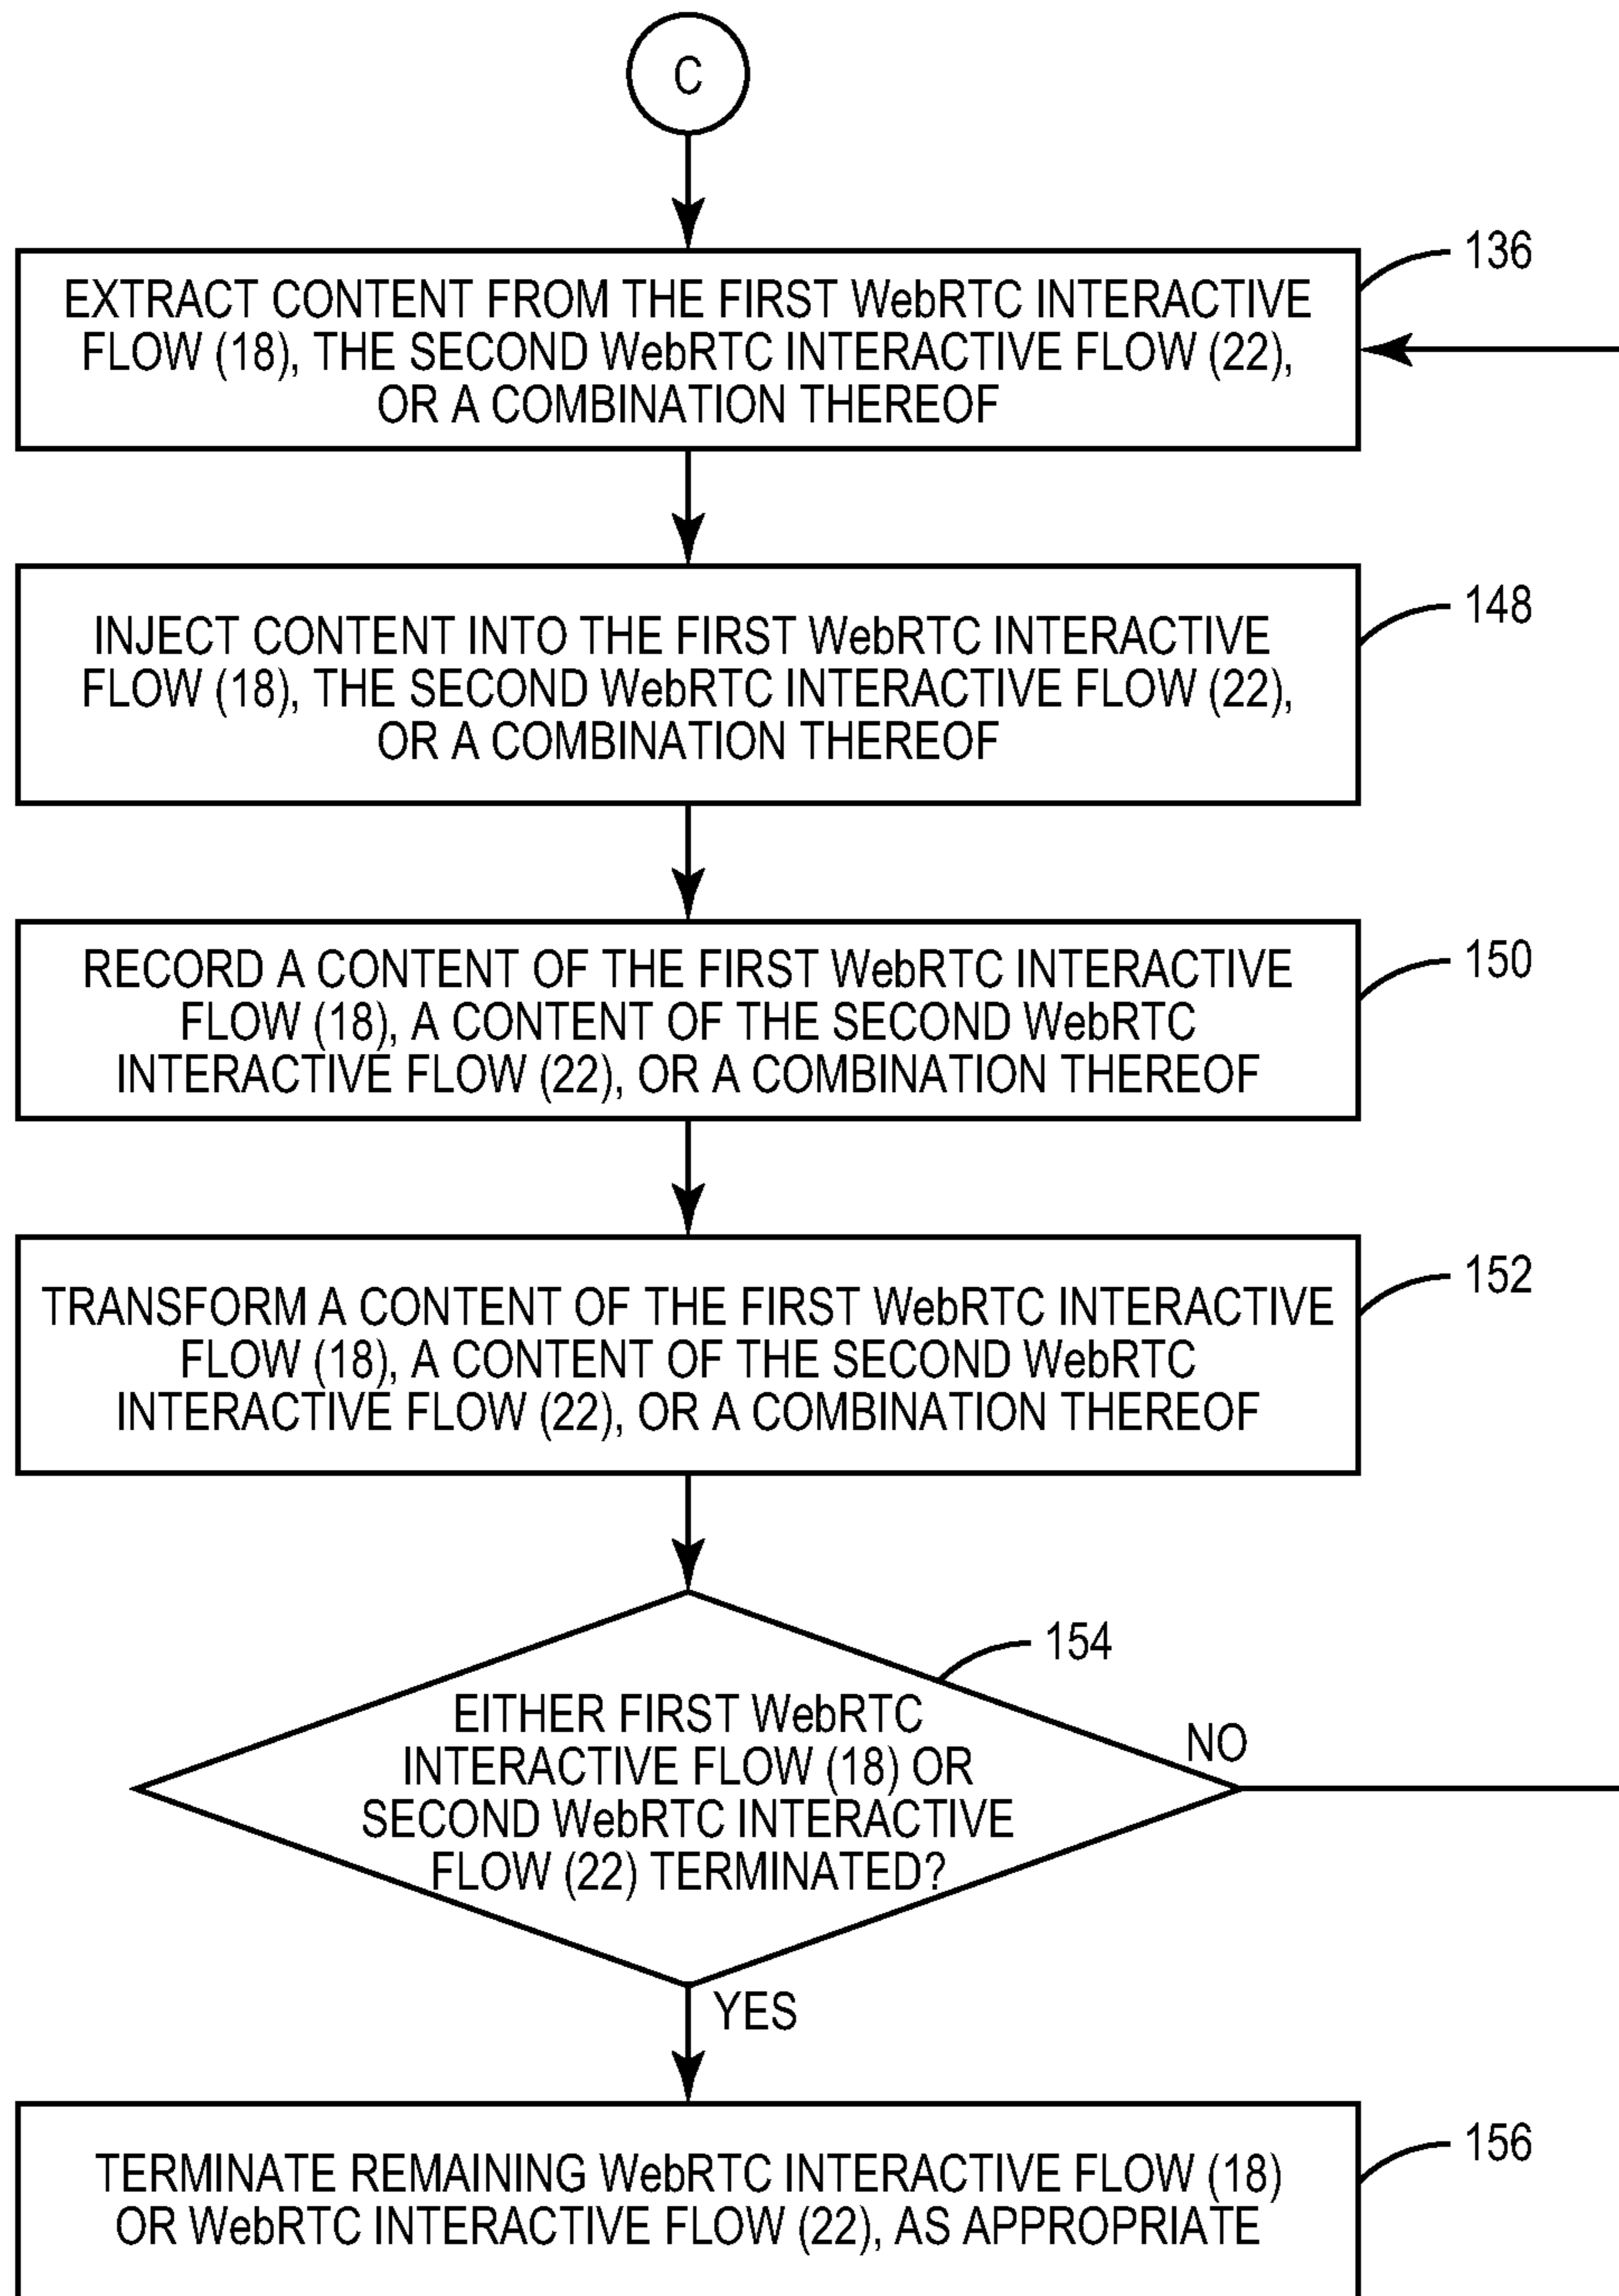 C
136
EXTRACT CONTENT FROM THE FIRST WebRTC INTERACTIVE
FLOW (18), THE SECOND WebRTC INTERACTIVE FLOW (22),
OR A COMBINATION THEREOF
148
INJECT CONTENT INTO THE FIRST WebRTC INTERACTIVE
FLOW (18), THE SECOND WebRTC INTERACTIVE FLOW (22),
OR A COMBINATION THEREOF
150
RECORD A CONTENT OF THE FIRST WebRTC INTERACTIVE
FLOW (18), A CONTENT OF THE SECOND WebRTC
INTERACTIVE FLOW (22), OR A COMBINATION THEREOF
152
TRANSFORM A CONTENT OF THE FIRST WebRTC INTERACTIVE
FLOW (18), A CONTENT OF THE SECOND WebRTC
INTERACTIVE FLOW (22), OR A COMBINATION THEREOF
154
EITHER FIRST WebRTC
INTERACTIVE FLOW (18) OR
SECOND WebRTC INTERACTIVE
FLOW (22) TERMINATED?
NO
YES
156
TERMINATE REMAINING WebRTC INTERACTIVE FLOW (18)
OR WebRTC INTERACTIVE FLOW (22), AS APPROPRIATE